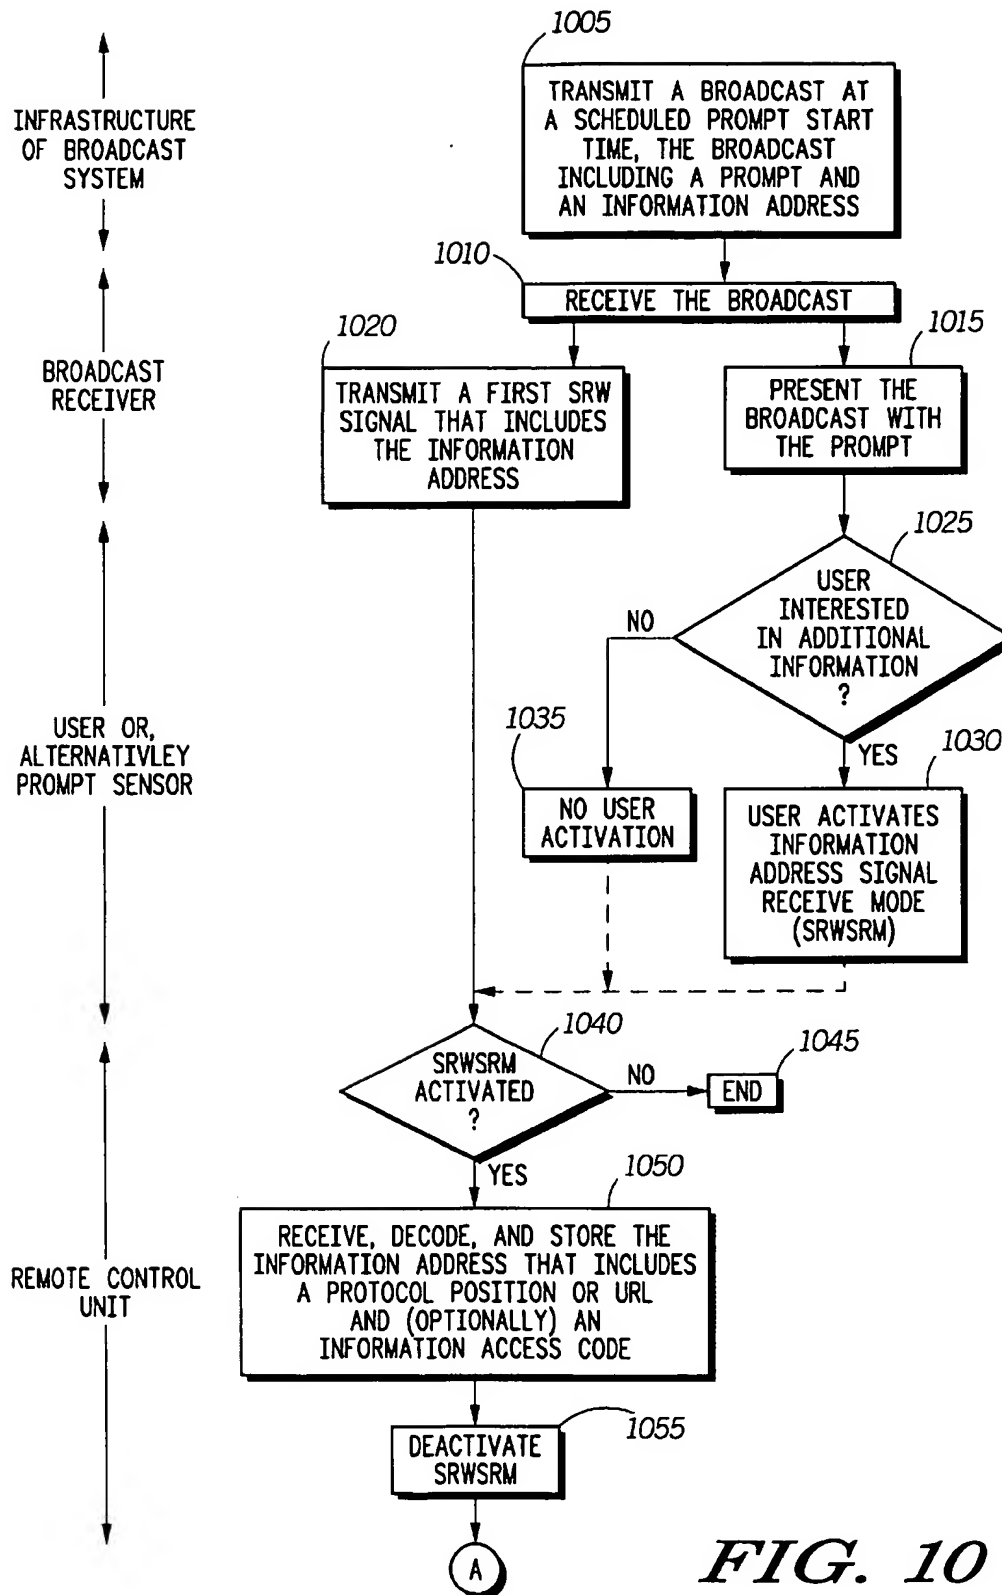 1005
INFRASTRUCTURE
OF BROADCAST
SYSTEM
TRANSMIT A BROADCAST AT
A SCHEDULED PROMPT START
TIME, THE BROADCAST
INCLUDING A PROMPT AND
AN INFORMATION ADDRESS
1010
RECEIVE THE BROADCAST
BROADCAST
RECEIVER
1020
TRANSMIT A FIRST SRW
SIGNAL THAT INCLUDES
THE INFORMATION
ADDRESS
1015
PRESENT THE
BROADCAST WITH
THE PROMPT
1025
USER
INTERESTED
IN ADDITIONAL
INFORMATION
?
NO
YES
USER OR,
ALTERNATIVLEY
PROMPT SENSOR
1035
NO USER
ACTIVATION
1030
USER ACTIVATES
INFORMATION
ADDRESS SIGNAL
RECEIVE MODE
(SRWSRM)
1040
SRWSRM
ACTIVATED
?
NO
1045
END
YES
REMOTE CONTROL
UNIT
1050
RECEIVE, DECODE, AND STORE THE
INFORMATION ADDRESS THAT INCLUDES
A PROTOCOL POSITION OR URL
AND (OPTIONALLY) AN
INFORMATION ACCESS CODE
1055
DEACTIVATE
SRWSRM
A
FIG. 10